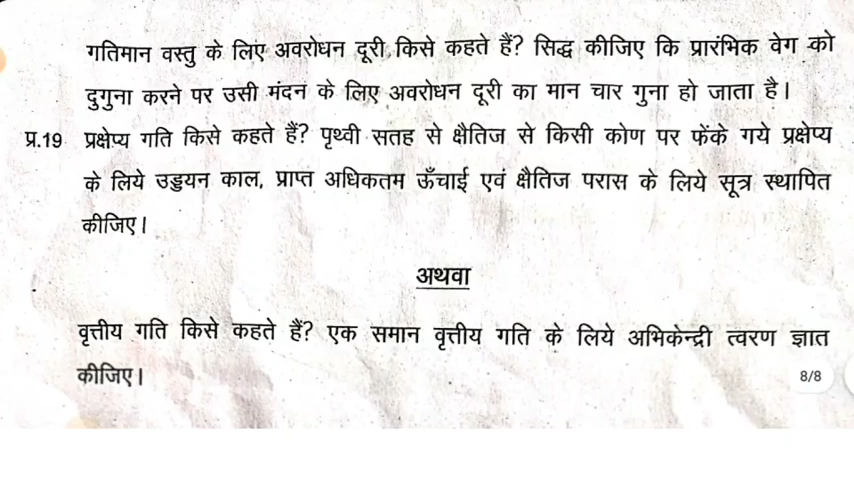 गतिमान वस्तु के लिए अवरोधन दूरी किसे कहते हैं? सिद्ध कीजिए कि प्रारंभिक वेग को
दुगुना करने पर उसी मंदन के लिए अवरोधन दूरी का मान चार गुना हो जाता है।
प्र.19 प्रक्षेप्य गति किसे कहते हैं? पृथ्वी सतह से क्षैतिज से किसी कोण पर फेंके गये प्रक्षेप्य
के लिये उड्डयन काल, प्राप्त अधिकतम ऊँचाई एवं क्षैतिज परास के लिये सूत्र स्थापित
कीजिए।
अथवा
वृत्तीय गति किसे कहते हैं? एक समान वृत्तीय गति के लिये अभिकेन्द्री त्वरण ज्ञात
कीजिए।
8/8